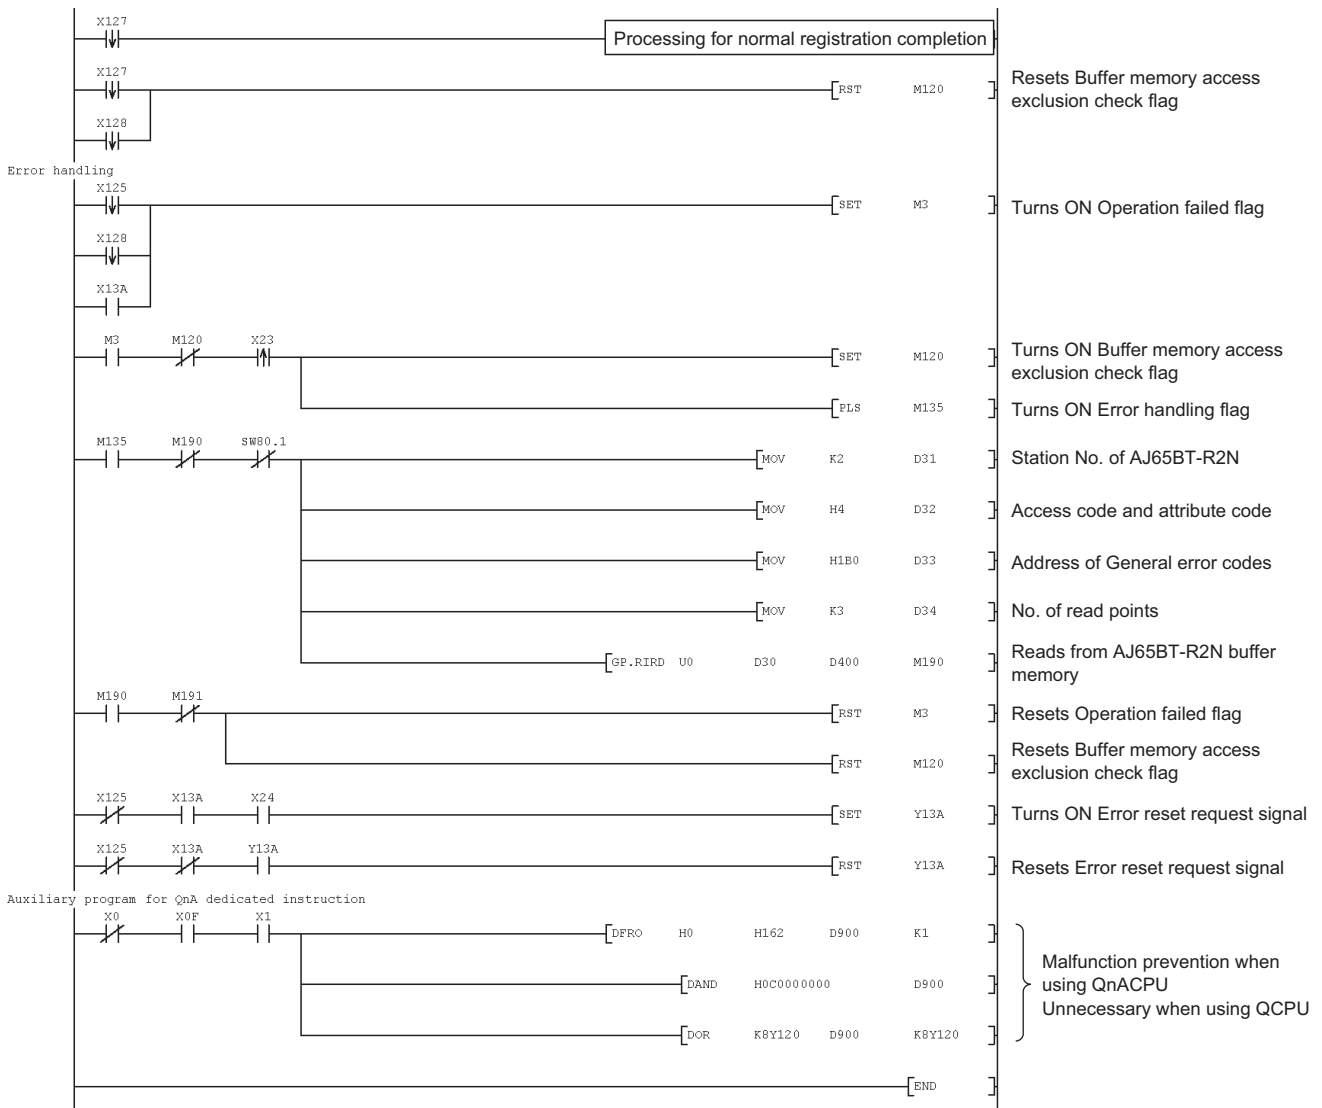 X127
Processing for normal registration completion
X127
RST M120
Resets Buffer memory access
exclusion check flag
X128
Error handling
X125
SET M3
Turns ON Operation failed flag
X128
X13A
M3 M120 X23
SET M120
Turns ON Buffer memory access
exclusion check flag
PLS M135
Turns ON Error handling flag
M135 M190 SW80.1
MOV K2 D31
Station No. of AJ65BT-R2N
MOV H4 D32
Access code and attribute code
MOV H1B0 D33
Address of General error codes
MOV K3 D34
No. of read points
GP.RIRD U0 D30 D400 M190
Reads from AJ65BT-R2N buffer
memory
M190 M191
RST M3
Resets Operation failed flag
RST M120
Resets Buffer memory access
exclusion check flag
X125 X13A X24
SET Y13A
Turns ON Error reset request signal
X125 X13A Y13A
RST Y13A
Resets Error reset request signal
Auxiliary program for QnA dedicated instruction
X0 X0F X1
DFRO H0 H162 D900 K1
DAND H0C0000000 D900
DOR K8Y120 D900 K8Y120
Malfunction prevention when
using QnACPU
Unnecessary when using QCPU
END